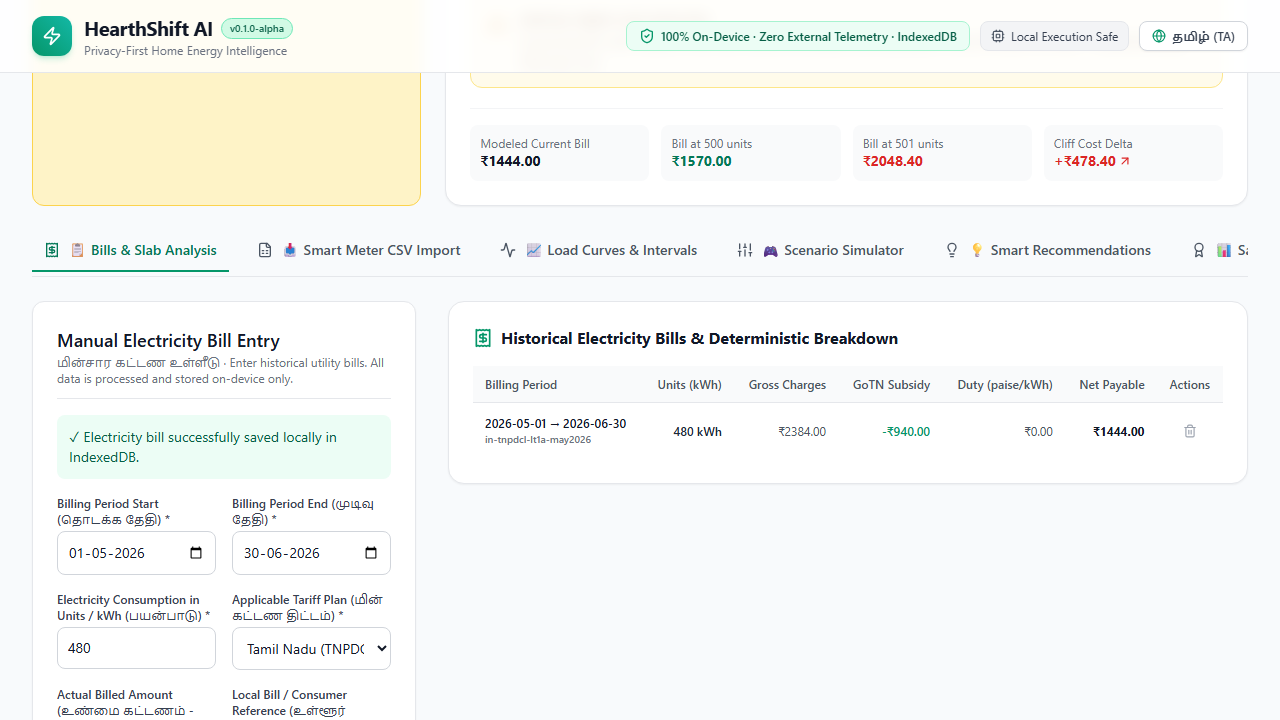 HearthShift AI v0.1.0-alpha
Privacy-First Home Energy Intelligence
100% On-Device · Zero External Telemetry · IndexedDB
Local Execution Safe
தமிழ் (TA)
Modeled Current Bill
₹1444.00
Bill at 500 units
₹1570.00
Bill at 501 units
₹2048.40
Cliff Cost Delta
+₹478.40 ↗
Bills & Slab Analysis
Smart Meter CSV Import
Load Curves & Intervals
Scenario Simulator
Smart Recommendations
Manual Electricity Bill Entry
மின்சார கட்டண உள்ளீடு · Enter historical utility bills. All
data is processed and stored on-device only.
✓ Electricity bill successfully saved locally in
IndexedDB.
Billing Period Start
(தொடக்க தேதி) *
01-05-2026
Billing Period End (முடிவு
தேதி) *
30-06-2026
Electricity Consumption in
Units / kWh (பயன்பாடு) *
480
Applicable Tariff Plan (மின்
கட்டண திட்டம்) *
Tamil Nadu (TNPDC
Actual Billed Amount
(உண்மை கட்டணம் -
Local Bill / Consumer
Reference (உள்ளூர்
Historical Electricity Bills & Deterministic Breakdown
Billing Period Units (kWh) Gross Charges GoTN Subsidy Duty (paise/kWh) Net Payable Actions
2026-05-01 → 2026-06-30 480 kWh ₹2384.00 -₹940.00 ₹0.00 ₹1444.00
in-tnpdcl-lt1a-may2026